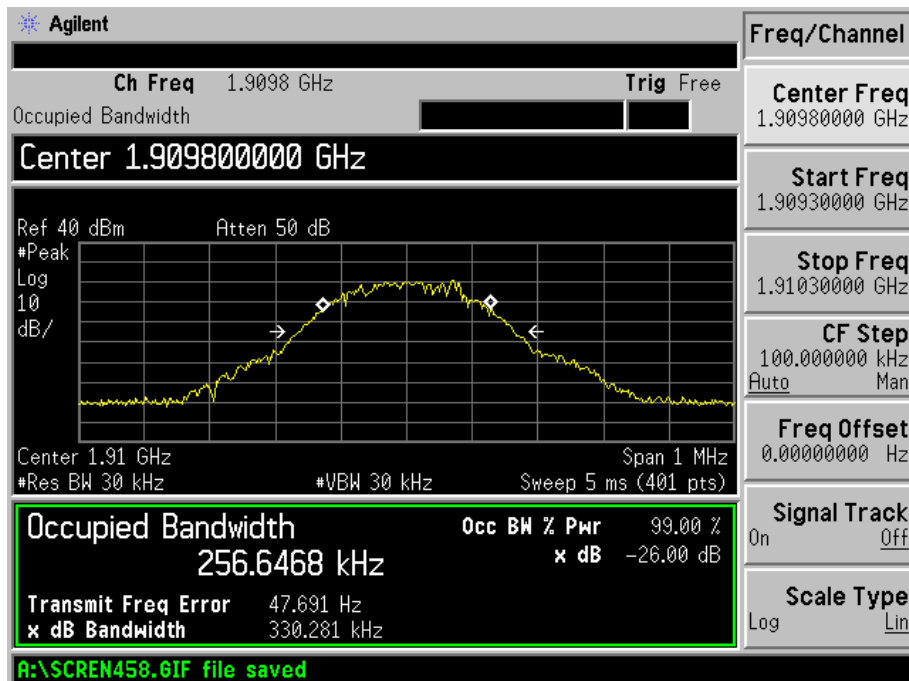 Agilent
Freq/Channel
Ch Freq 1.9098 GHz Trig Free
Occupied Bandwidth
Center 1.909800000 GHz
Ref 40 dBm Atten 50 dB
#Peak
Log
10
dB/
Center 1.91 GHz Span 1 MHz
#Res BW 30 kHz #VBW 30 kHz Sweep 5 ms (401 pts)
Occupied Bandwidth
256.6468 kHz
Occ BW % Pwr 99.00 %
x dB -26.00 dB
Transmit Freq Error 47.691 Hz
x dB Bandwidth 330.281 kHz
A:\SCREN458.GIF file saved
Center Freq
1.90980000 GHz
Start Freq
1.90930000 GHz
Stop Freq
1.91030000 GHz
CF Step
100.000000 kHz
Auto Man
Freq Offset
0.00000000 Hz
Signal Track
On Off
Scale Type
Log Lin